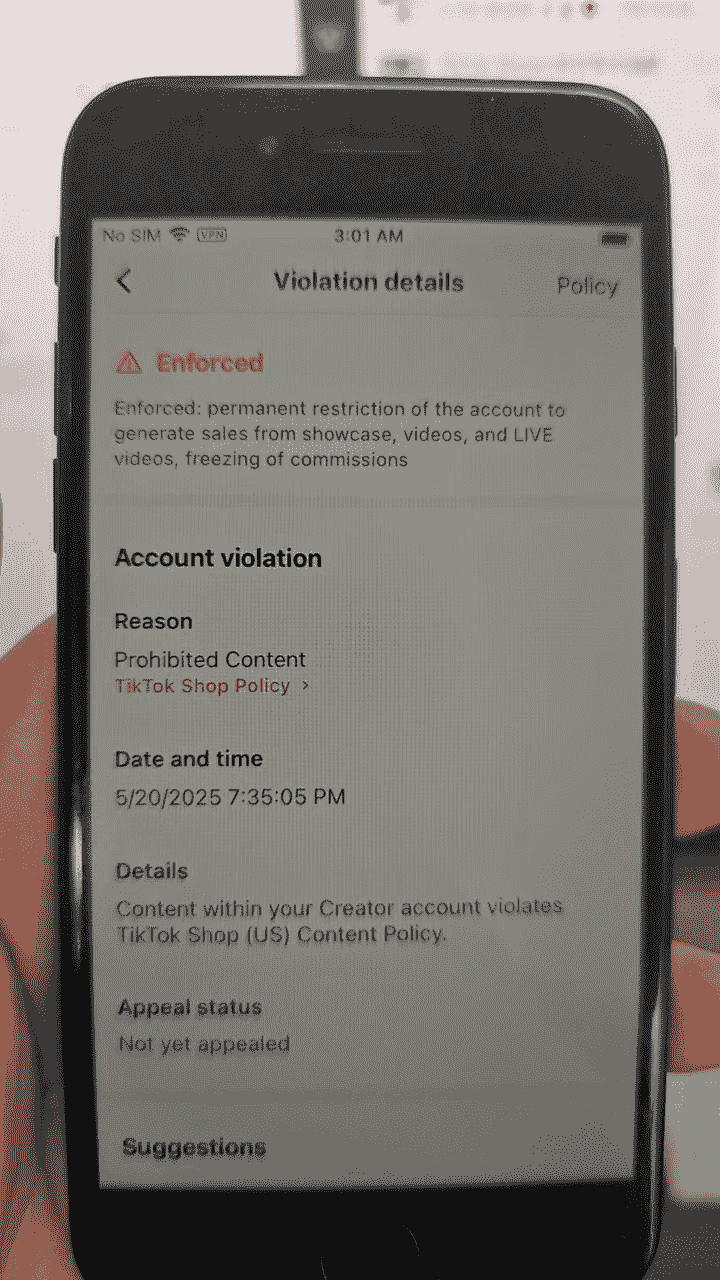 No SIM VPN 3:01 AM
Violation details Policy
Enforced
Enforced: permanent restriction of the account to
generate sales from showcase, videos, and LIVE
videos, freezing of commissions
Account violation
Reason
Prohibited Content
TikTok Shop Policy >
Date and time
5/20/2025 7:35:05 PM
Details
Content within your Creator account violates
TikTok Shop (US) Content Policy.
Appeal status
Not yet appealed
Suggestions